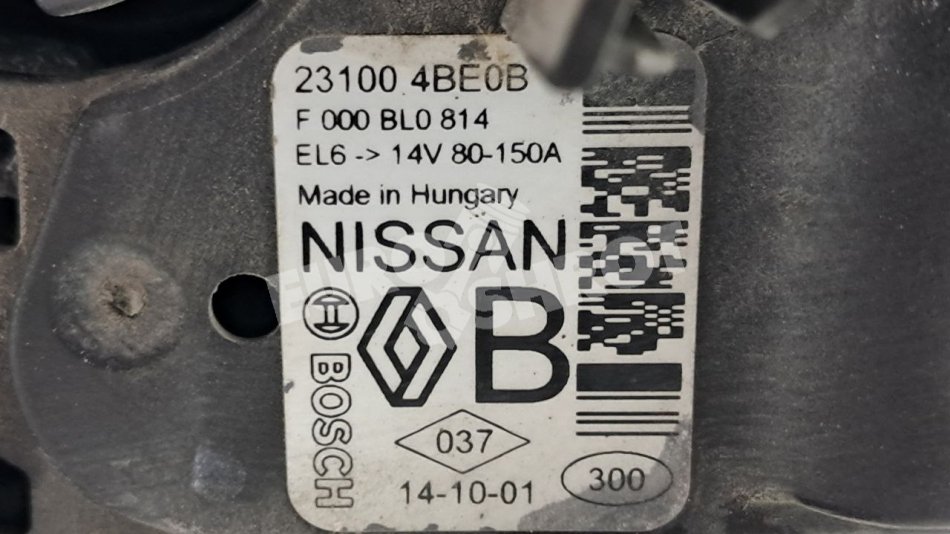 23100 4BE0B
F 000 BL0 814
EL6 -> 14V 80-150A
Made in Hungary
NISSAN
B
BOSCH
037
14-10-01
300